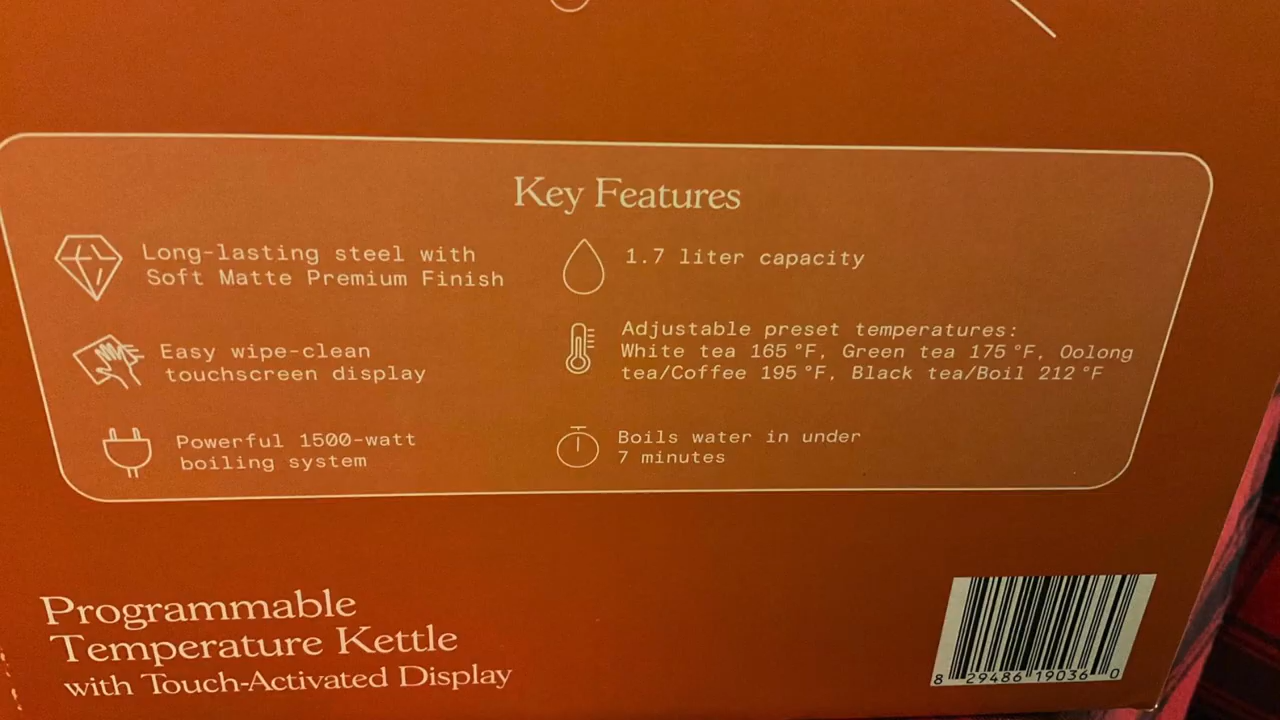 Key Features
Long-lasting steel with
Soft Matte Premium Finish
1.7 liter capacity
Easy wipe-clean
touchscreen display
Adjustable preset temperatures:
White tea 165°F, Green tea 175°F, Oolong
tea/Coffee 195°F, Black tea/Boil 212°F
Powerful 1500-watt
boiling system
Boils water in under
7 minutes
Programmable
Temperature Kettle
with Touch-Activated Display
8 29486 19036 0